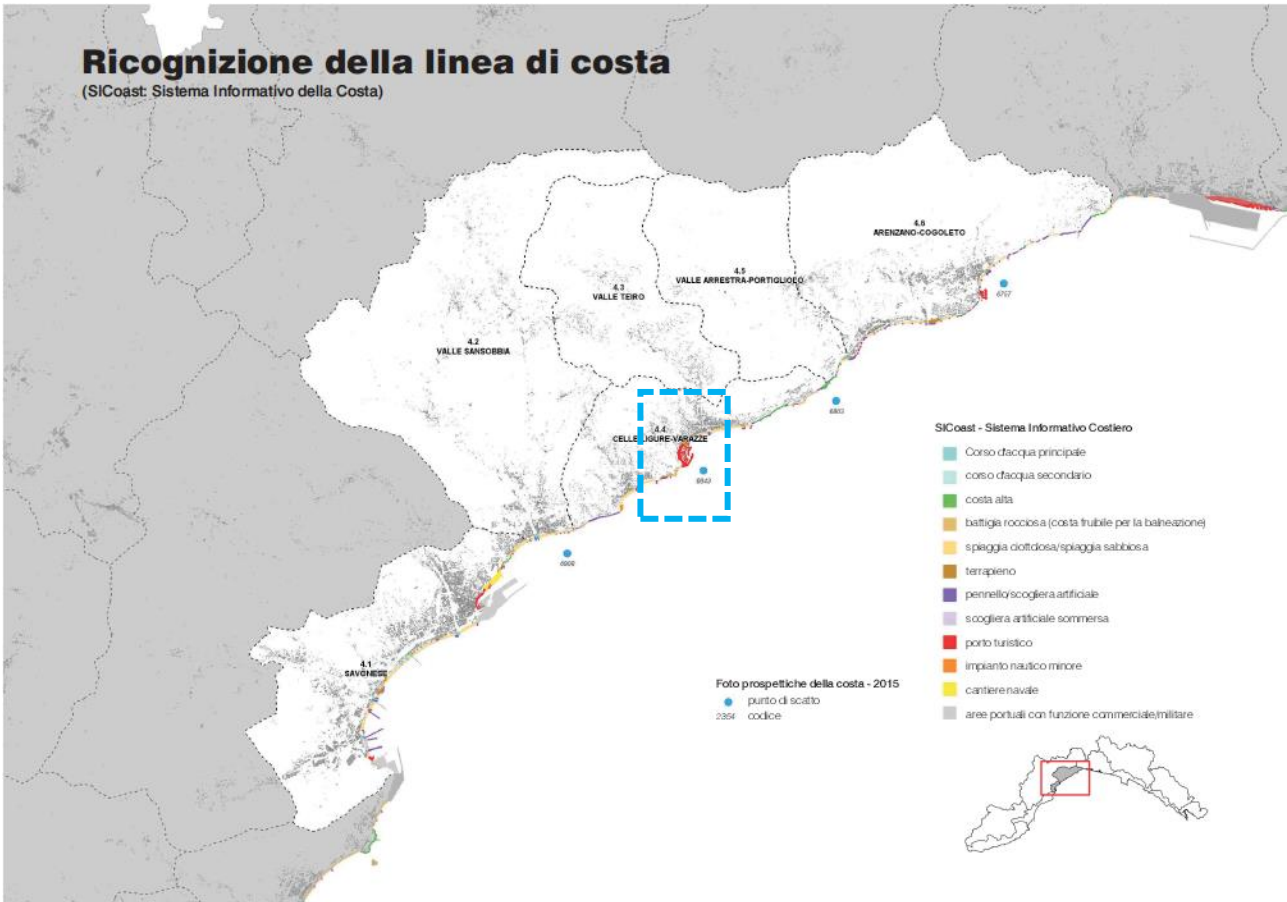 Ricognizione della linea di costa
(SICoast: Sistema Informativo della Costa)
4.6
ARENZANO-COGOLETO
4.5
VALLE ARRESTRA-PORTIGLIOLO
4.3
VALLE TEIRO
6797
4.2
VALLE SANSOBBIA
4.4
CELLE LIGURE-VARAZZE
SICoast - Sistema Informativo Costiero
Corso d'acqua principale
corso d'acqua secondario
costa alta
battigia rocciosa (costa fruibile per la balneazione)
spiaggia ciottolosa/spiaggia sabbiosa
terrapieno
pennello/scogliera artificiale
scogliera artificiale sommersa
porto turistico
impianto nautico minore
cantiere navale
aree portuali con funzione commerciale/militare
4.1
SAVONESE
Foto prospettiche della costa - 2015
punto di scatto
2354 codice